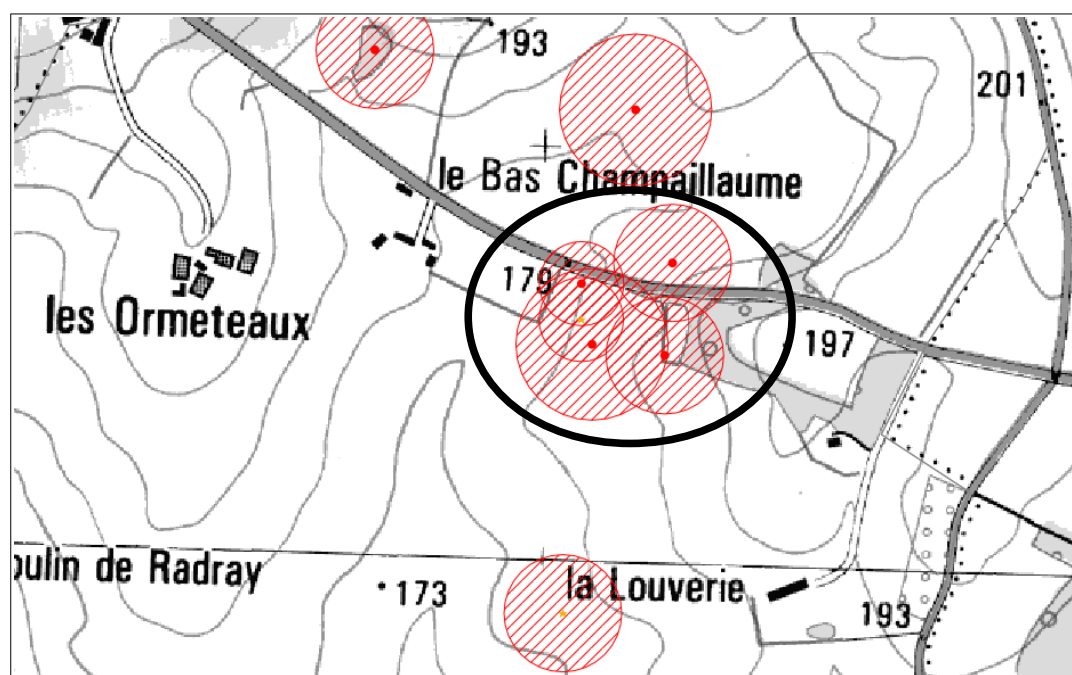 193
201
le Bas Champaillaume
179
les Ormeteaux
197
oulin de Radray
173
la Louverie
193